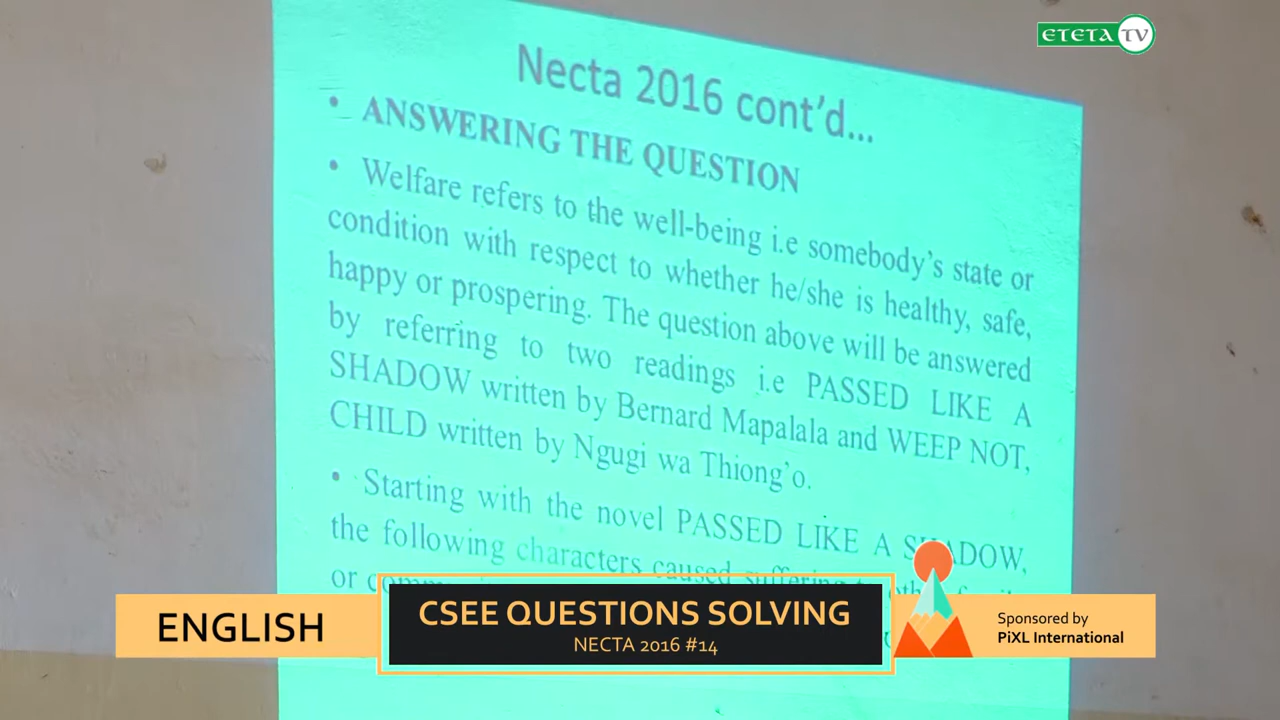 ETETA TV
Necta 2016 cont'd...
• ANSWERING THE QUESTION
• Welfare refers to the well-being i.e somebody's state or
condition with respect to whether he/she is healthy, safe,
happy or prospering. The question above will be answered
by referring to two readings i.e PASSED LIKE A
SHADOW written by Bernard Mapalala and WEEP NOT,
CHILD written by Ngugi wa Thiong'o.
• Starting with the novel PASSED LIKE A SHADOW,
the following characters caused suffering
or
ENGLISH
CSEE QUESTIONS SOLVING
NECTA 2016 #14
Sponsored by
PiXL International